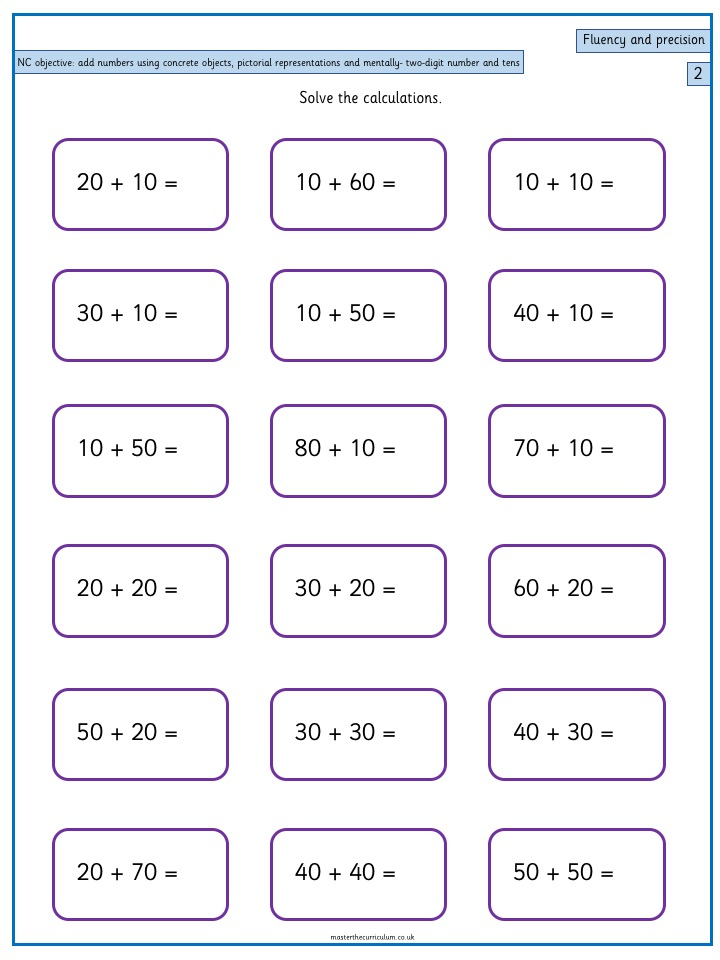 Fluency and precision
NC objective: add numbers using concrete objects, pictorial representations and mentally- two-digit number and tens
2
Solve the calculations.
20 + 10 =
10 + 60 =
10 + 10 =
30 + 10 =
10 + 50 =
40 + 10 =
10 + 50 =
80 + 10 =
70 + 10 =
20 + 20 =
30 + 20 =
60 + 20 =
50 + 20 =
30 + 30 =
40 + 30 =
20 + 70 =
40 + 40 =
50 + 50 =
masterthecurriculum.co.uk